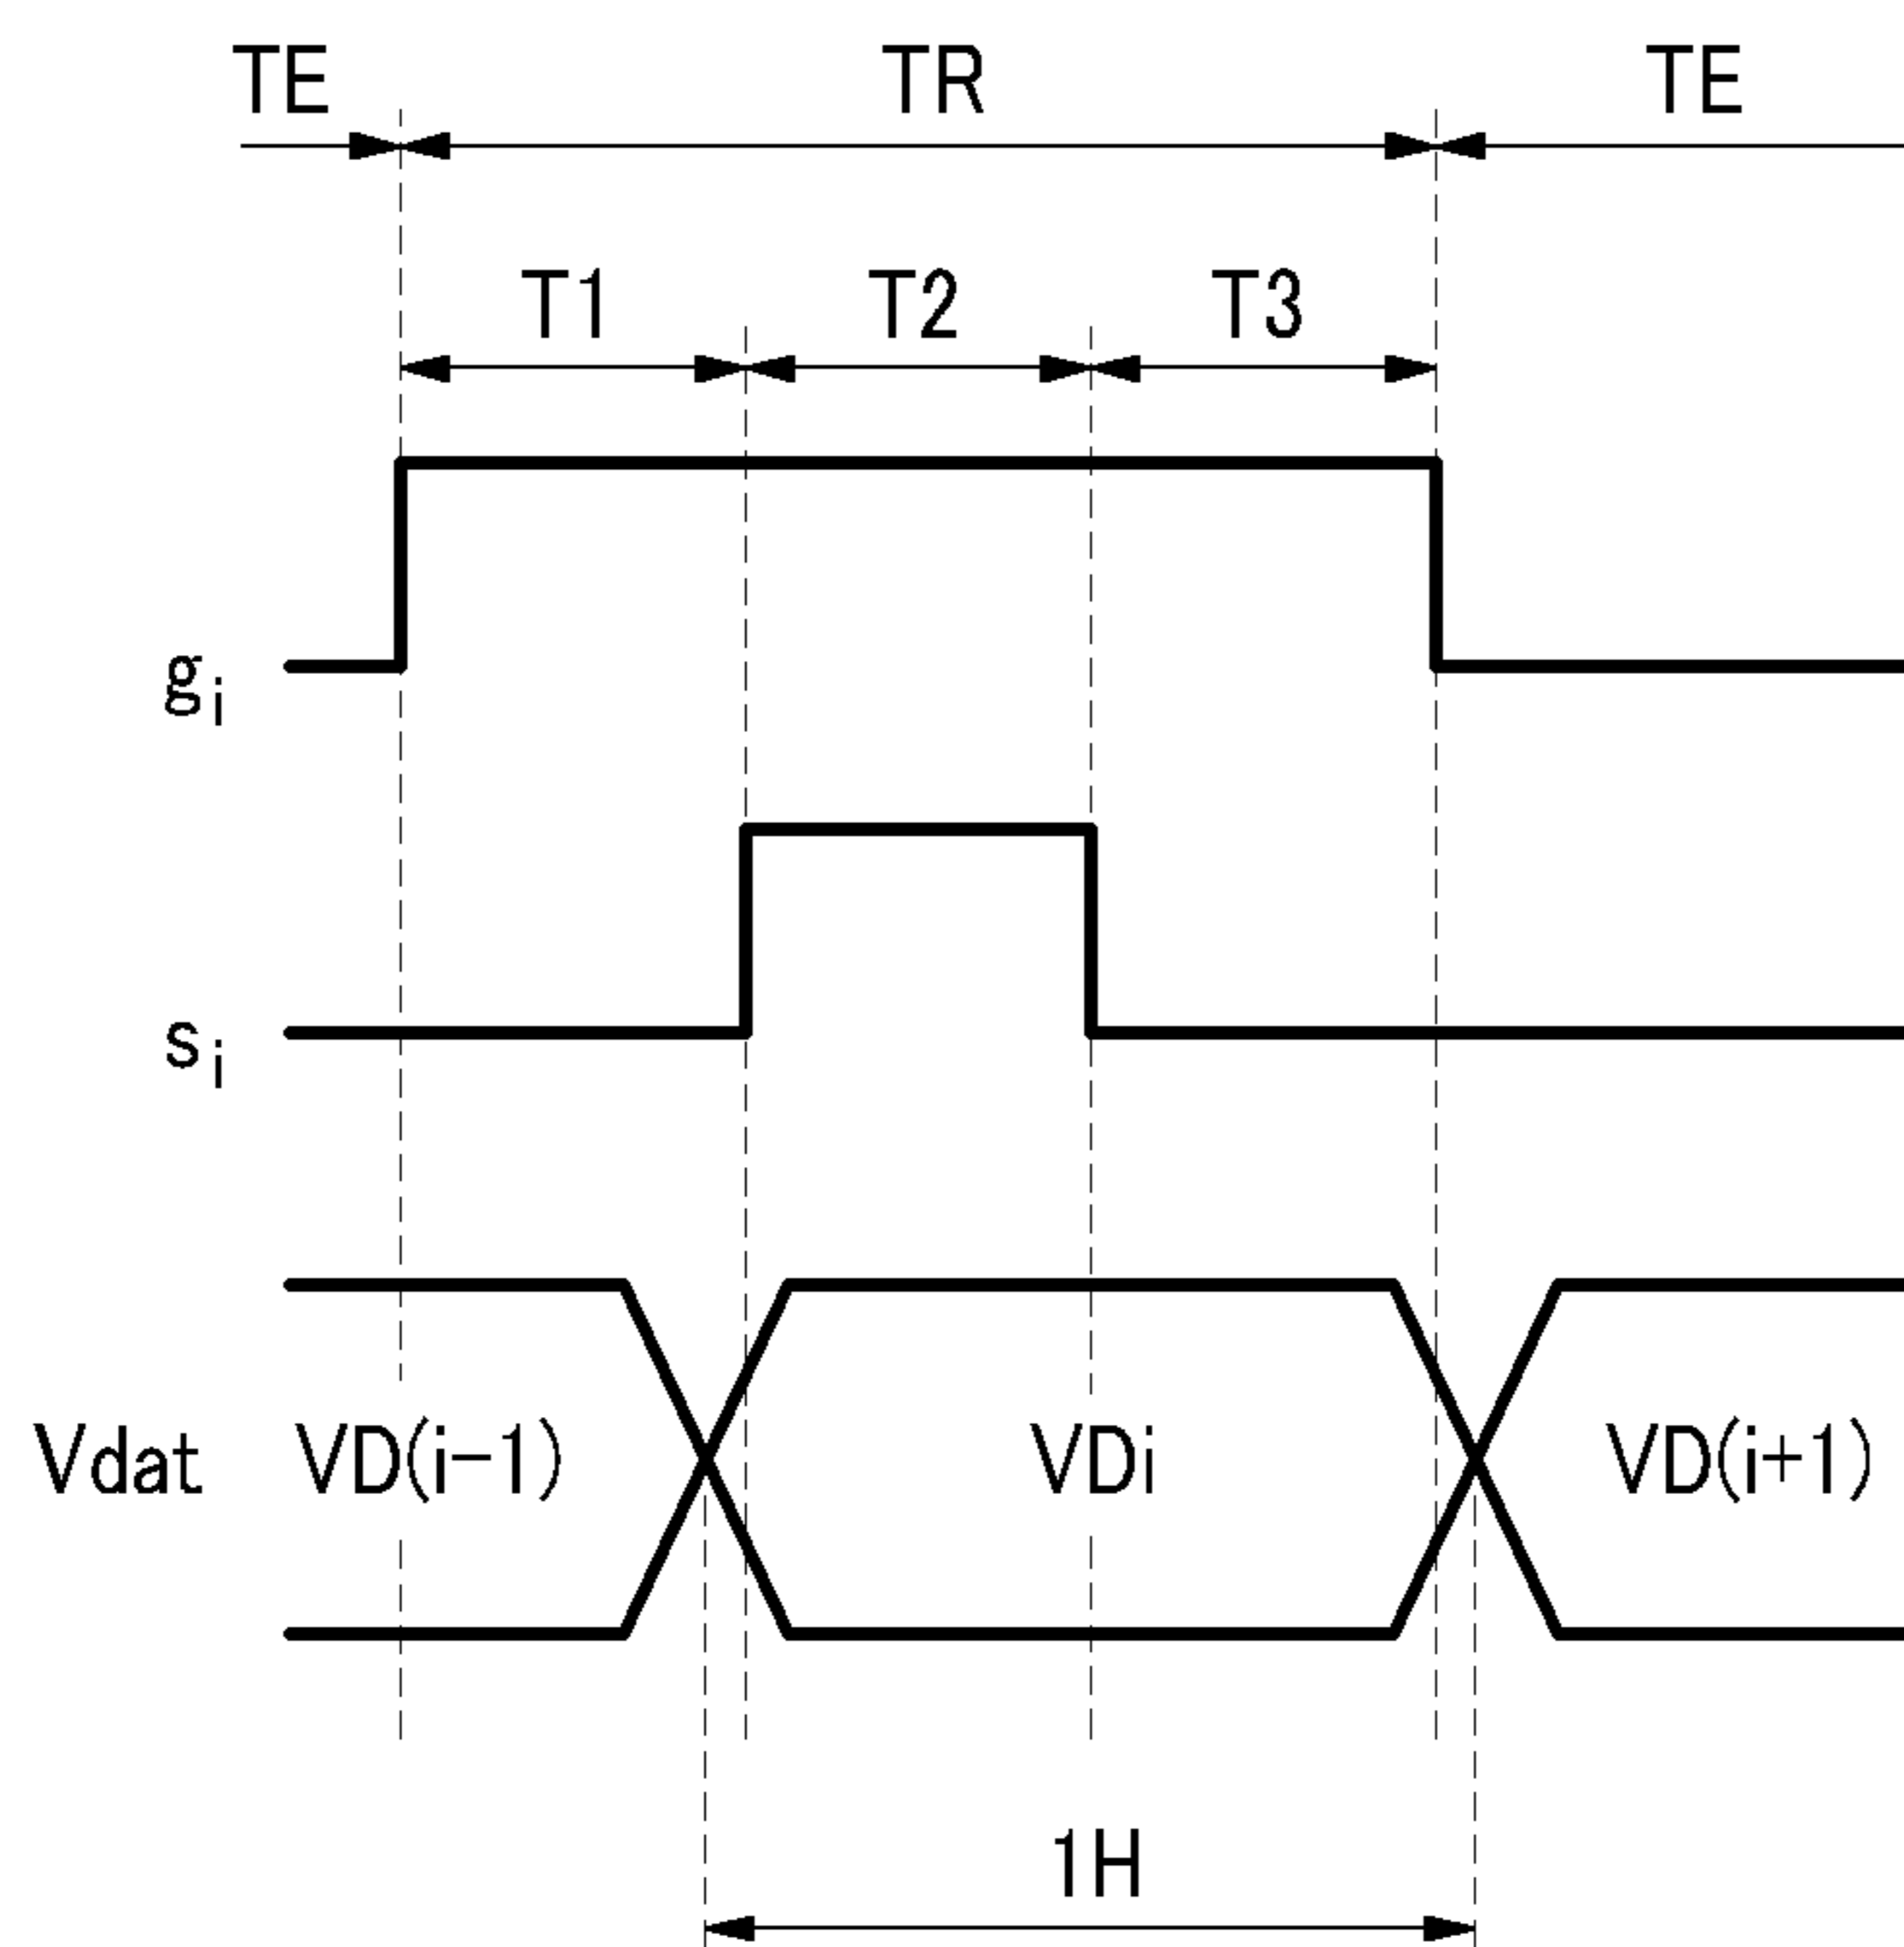 TE TR TE
T1 T2 T3
gi
si
Vdat VD(i-1) VDi VD(i+1)
1H